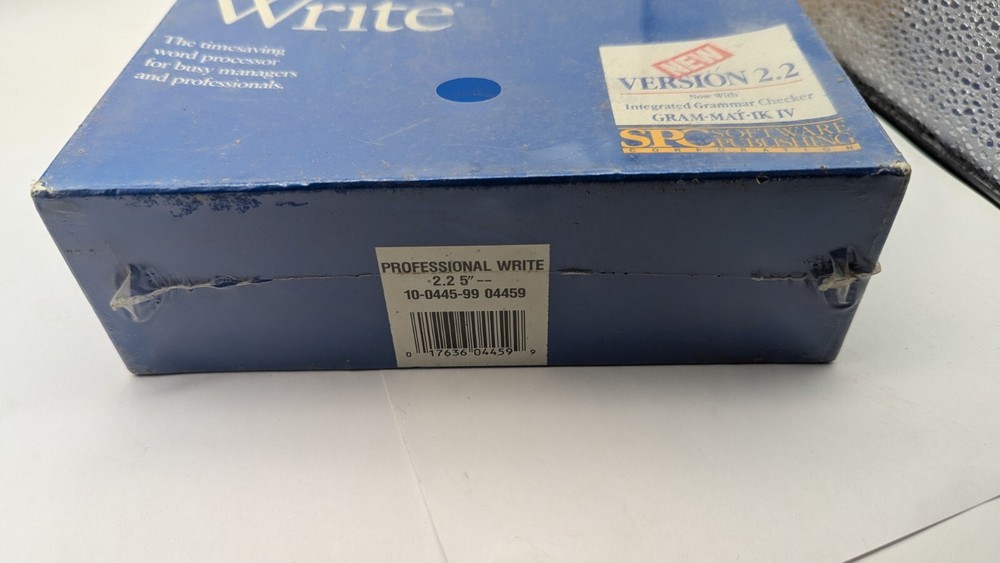 Write
The timesaving
word processor
for busy managers
and professionals.
NEW
VERSION 2.2
Now With
Integrated Grammar Checker
GRAM·MAT·IK IV
SPC SOFTWARE
PUBLISHING
CORPORATION
PROFESSIONAL WRITE
-2.2 5" --
10-0445-99 04459
0 17636 04459 9